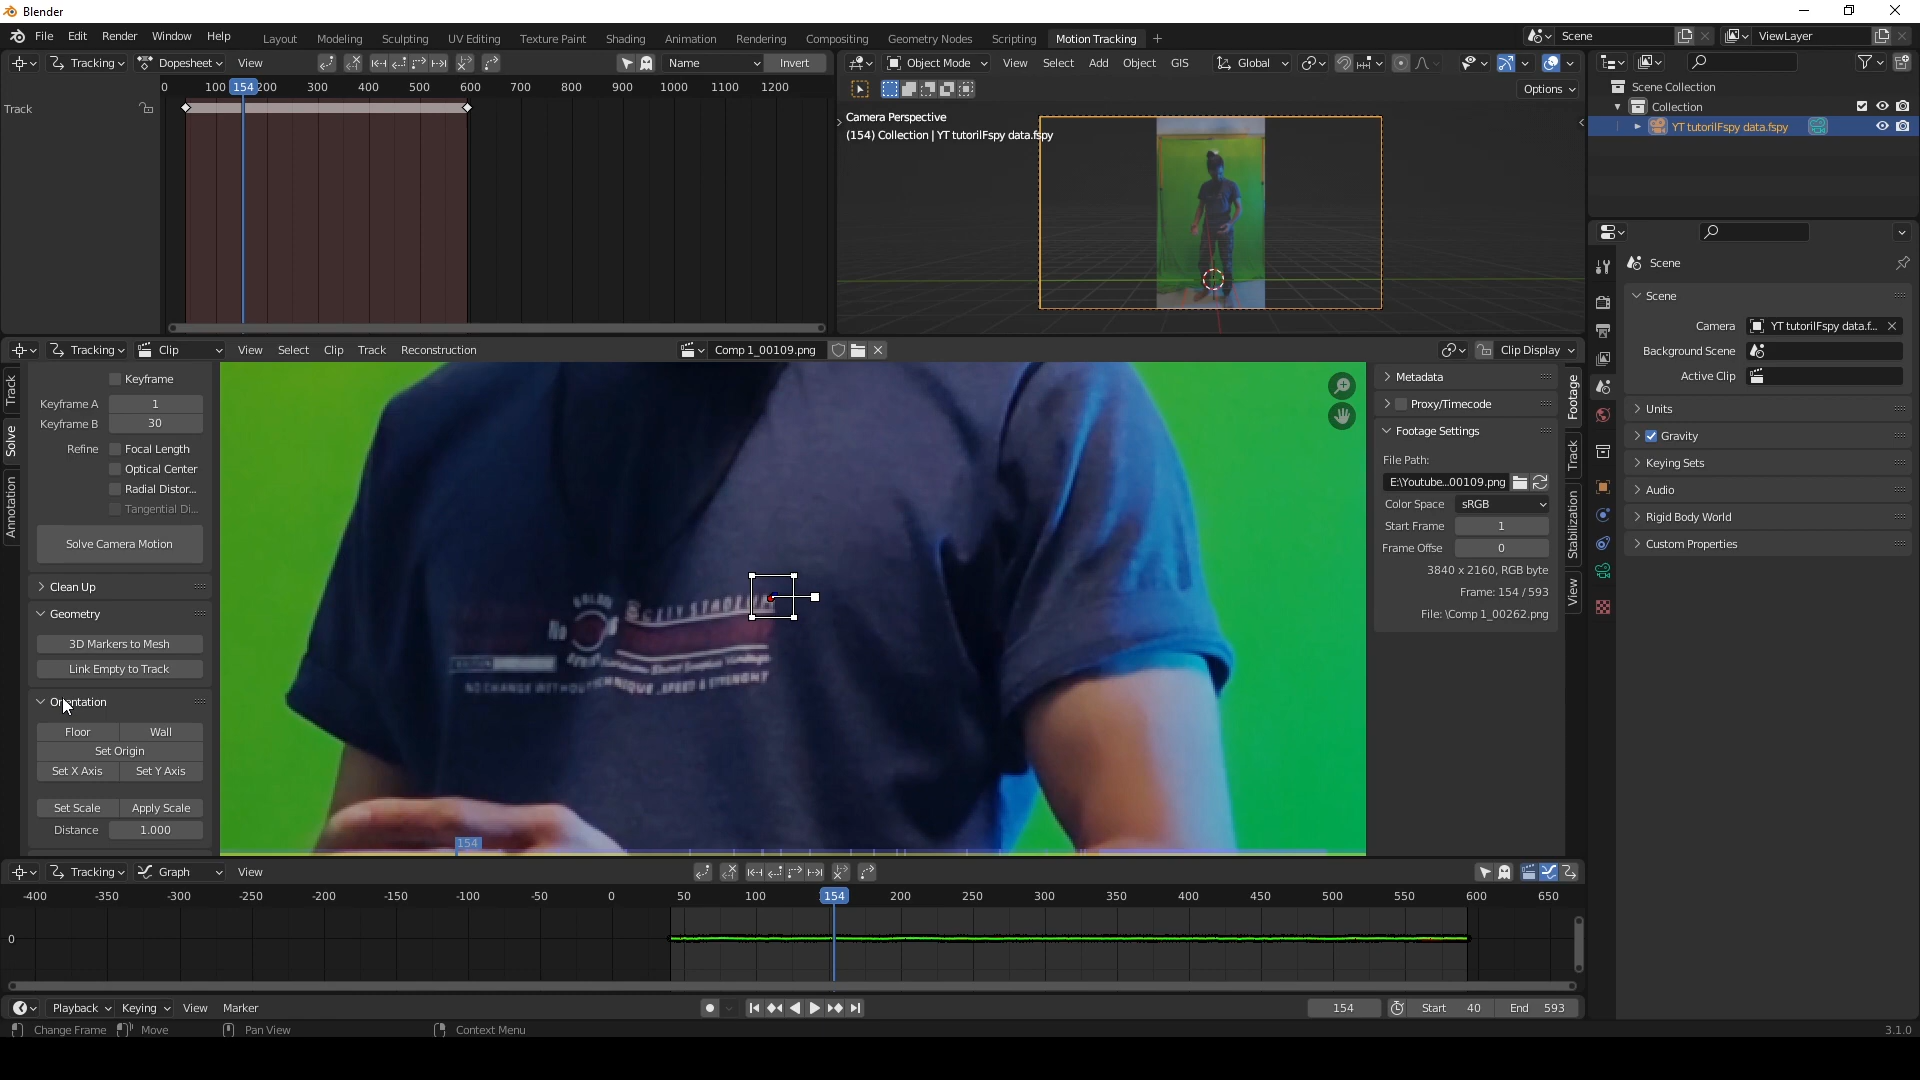 Blender
File Edit Render Window Help Layout Modeling Sculpting UV Editing Texture Paint Shading Animation Rendering Compositing Geometry Nodes Scripting Motion Tracking + Scene ViewLayer
Tracking Dopesheet View Name Invert
0 100 154 200 300 400 500 600 700 800 900 1000 1100 1200
Track
Object Mode View Select Add Object GIS Global
Options
Camera Perspective
(154) Collection | YT tutorilFspy data.fspy
Scene Collection
Collection
YT tutorilFspy data.fspy
Scene
Scene
Camera YT tutorilFspy data.f...
Background Scene
Active Clip
Units
Gravity
Keying Sets
Audio
Rigid Body World
Custom Properties
Tracking Clip View Select Clip Track Reconstruction Comp 1_00109.png Clip Display
Track
Solve
Annotation
Keyframe
Keyframe A 1
Keyframe B 30
Refine Focal Length
Optical Center
Radial Distor...
Tangential Di...
Solve Camera Motion
Clean Up
Geometry
3D Markers to Mesh
Link Empty to Track
Orientation
Floor Wall
Set Origin
Set X Axis Set Y Axis
Set Scale Apply Scale
Distance 1.000
154
Metadata
Proxy/Timecode
Footage Settings
File Path:
E:\Youtube...00109.png
Color Space sRGB
Start Frame 1
Frame Offse 0
3840 x 2160, RGB byte
Frame: 154 / 593
File: \Comp 1_00262.png
Footage
Track
Stabilization
View
Tracking Graph View
-400 -350 -300 -250 -200 -150 -100 -50 0 50 100 154 200 250 300 350 400 450 500 550 600 650
0
Playback Keying View Marker 154 Start 40 End 593
Change Frame Move Pan View Context Menu 3.1.0